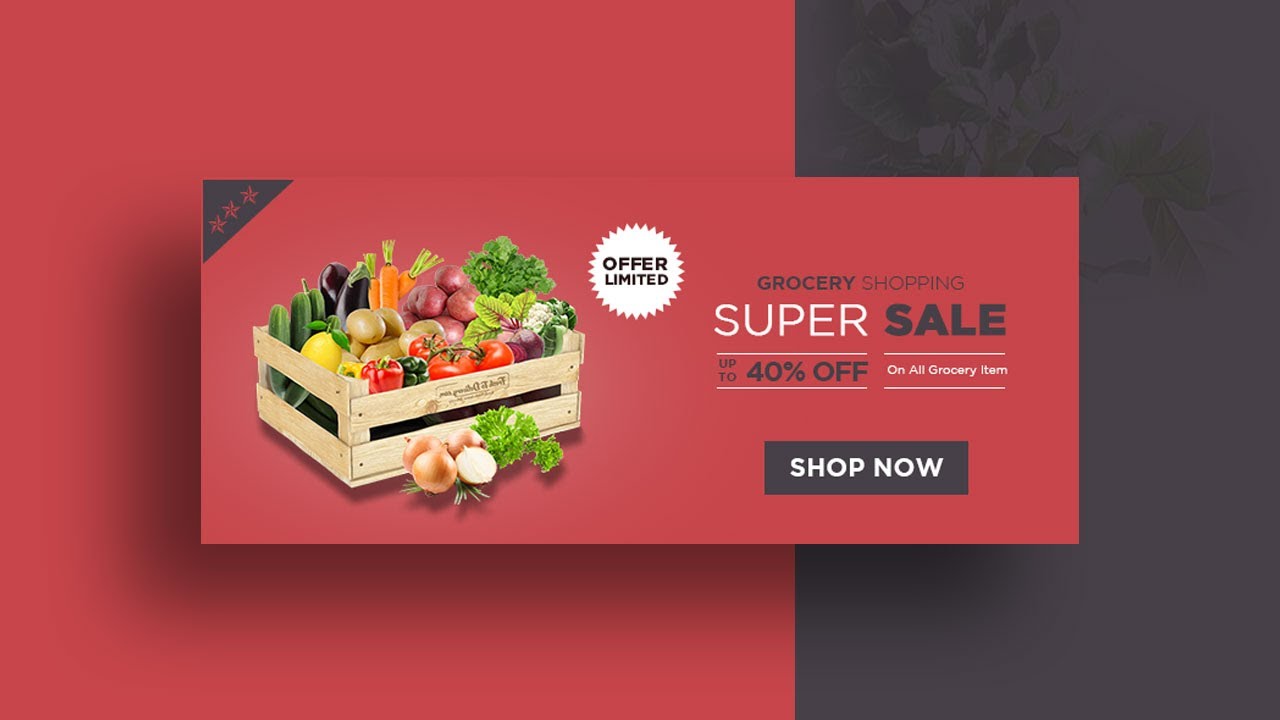 OFFER
LIMITED
GROCERY SHOPPING
SUPER SALE
UP
TO
40% OFF
On All Grocery Item
SHOP NOW